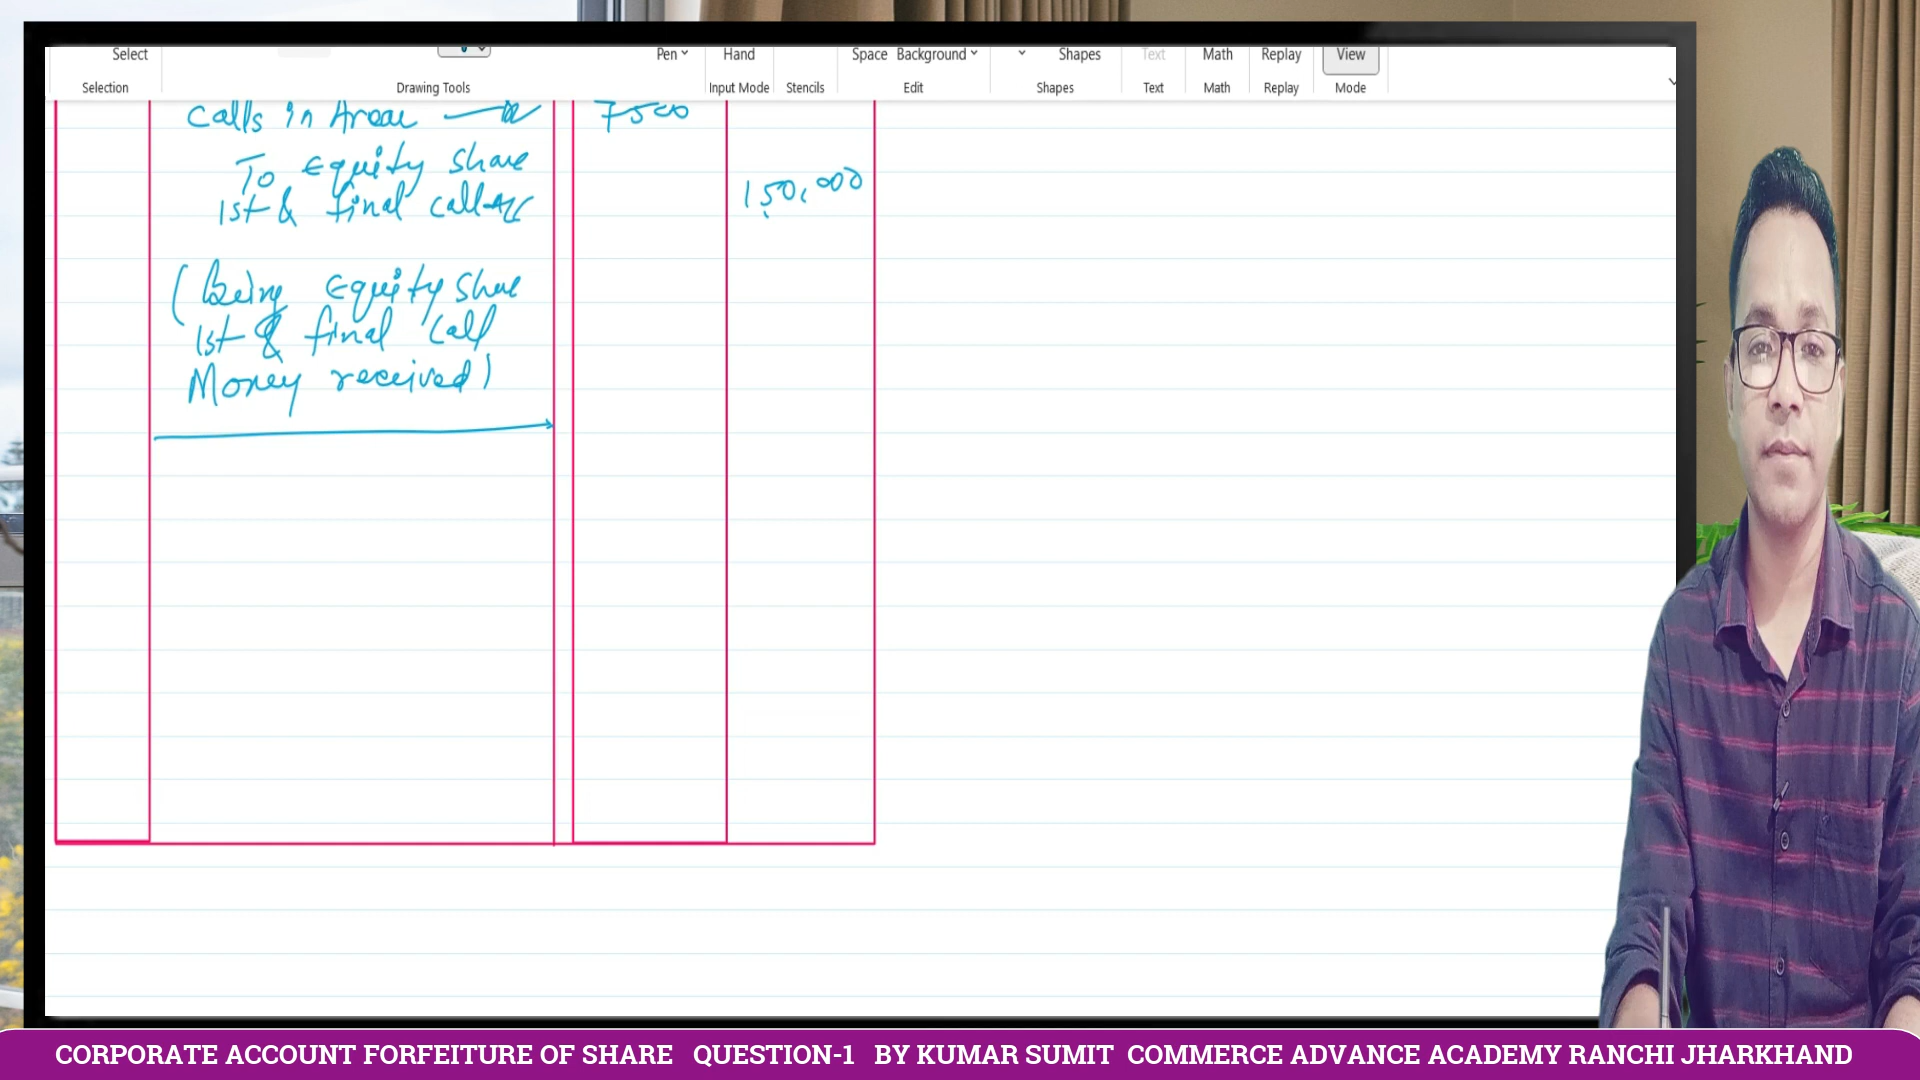 Select Pen Hand Space Background Shapes Text Math Replay View
Selection Drawing Tools Input Mode Stencils Edit Shapes Text Math Replay Mode
Calls in Arear 7500
To Equity Share
1st & final call A/c 150,000
(Being Equity Share
1st & final call
Money received)
CORPORATE ACCOUNT FORFEITURE OF SHARE QUESTION-1 BY KUMAR SUMIT COMMERCE ADVANCE ACADEMY RANCHI JHARKHAND